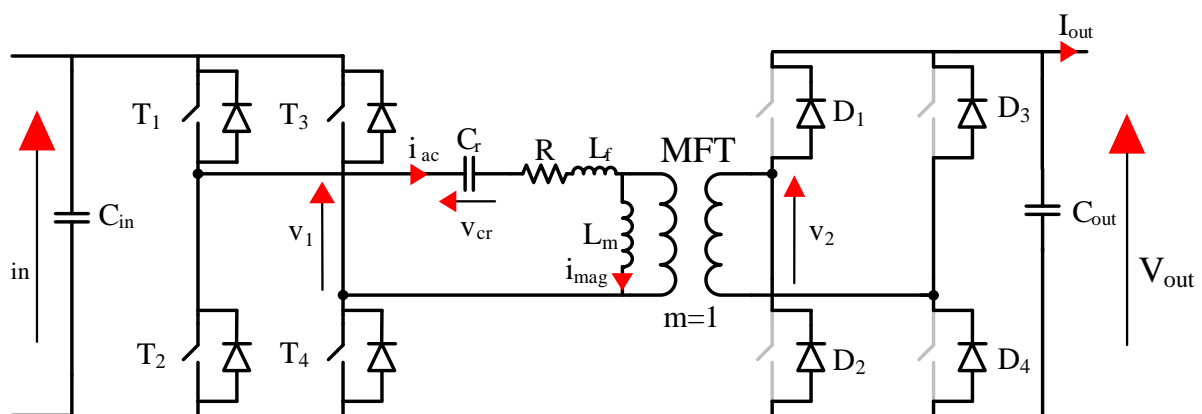 I_out
T_1
T_3
D_1
D_3
i_ac
C_r
R
L_f
MFT
C_in
v_1
v_cr
L_m
v_2
C_out
in
i_mag
V_out
m=1
T_2
T_4
D_2
D_4